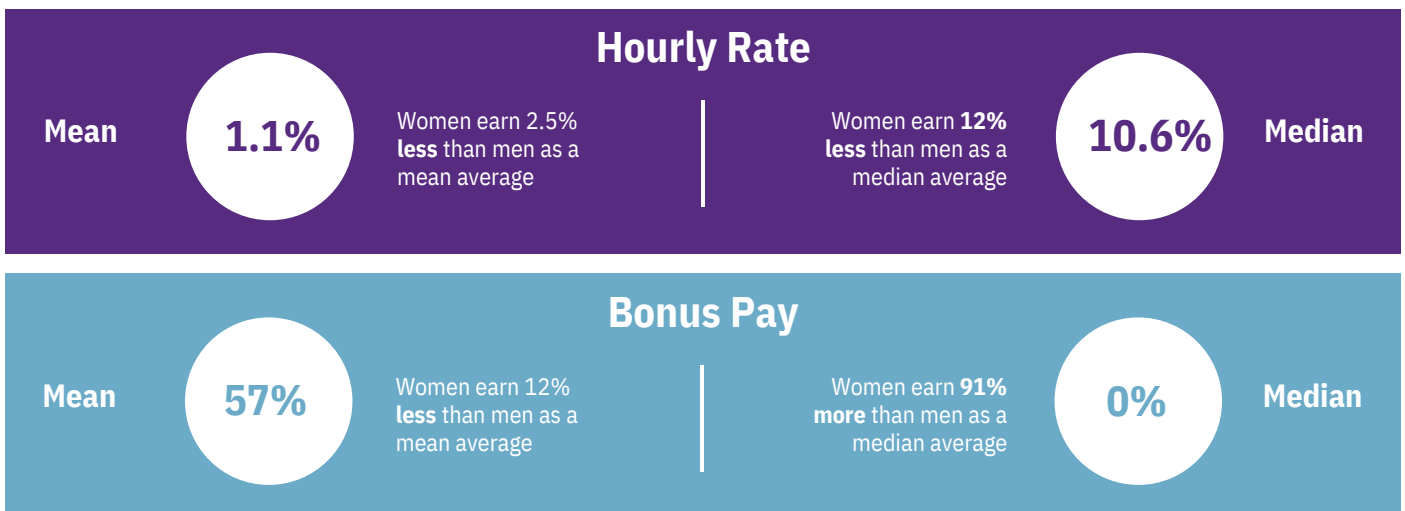 Hourly Rate
Mean
1.1%
Women earn 2.5%
less than men as a
mean average
Women earn 12%
less than men as a
median average
10.6%
Median
Bonus Pay
Mean
57%
Women earn 12%
less than men as a
mean average
Women earn 91%
more than men as a
median average
0%
Median